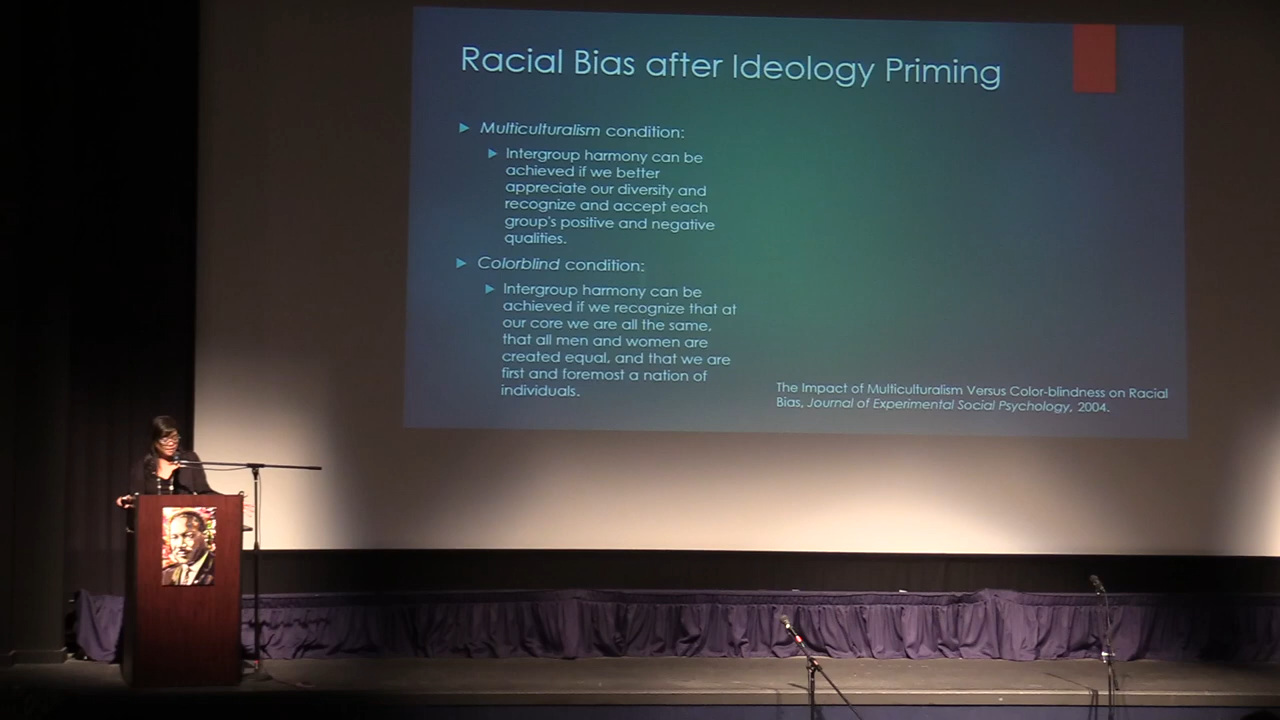 Racial Bias after Ideology Priming
Multiculturalism condition:
Intergroup harmony can be
achieved if we better
appreciate our diversity and
recognize and accept each
group's positive and negative
qualities.
Colorblind condition:
Intergroup harmony can be
achieved if we recognize that at
our core we are all the same,
that all men and women are
created equal, and that we are
first and foremost a nation of
individuals.
The Impact of Multiculturalism Versus Color-blindness on Racial
Bias, Journal of Experimental Social Psychology, 2004.